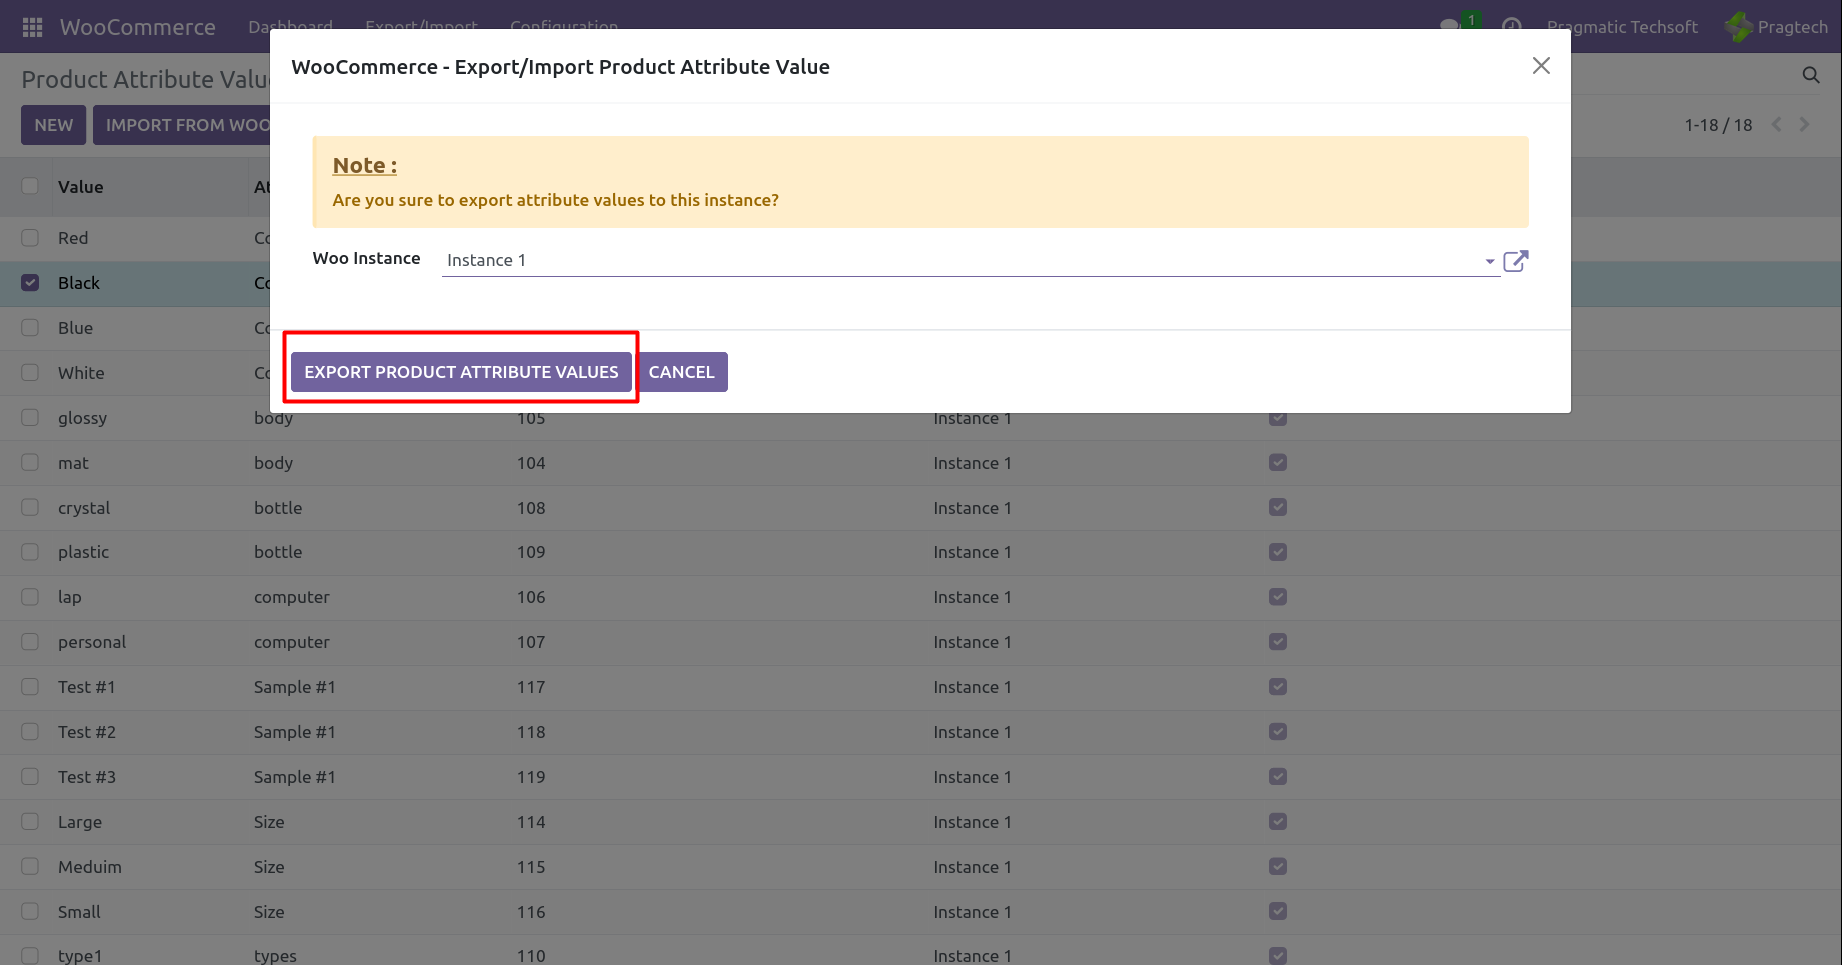 WooCommerce Dashboard Export/Import Configuration 1 Pragmatic Techsoft Pragtech
WooCommerce - Export/Import Product Attribute Value
Product Attribute Valu
NEW IMPORT FROM WOO 1-18 / 18
Note :
Are you sure to export attribute values to this instance?
Value At
Red Co
Woo Instance Instance 1
Black Co
Blue Co
White Co
EXPORT PRODUCT ATTRIBUTE VALUES CANCEL
glossy body 105 Instance 1
mat body 104 Instance 1
crystal bottle 108 Instance 1
plastic bottle 109 Instance 1
lap computer 106 Instance 1
personal computer 107 Instance 1
Test #1 Sample #1 117 Instance 1
Test #2 Sample #1 118 Instance 1
Test #3 Sample #1 119 Instance 1
Large Size 114 Instance 1
Meduim Size 115 Instance 1
Small Size 116 Instance 1
type1 types 110 Instance 1